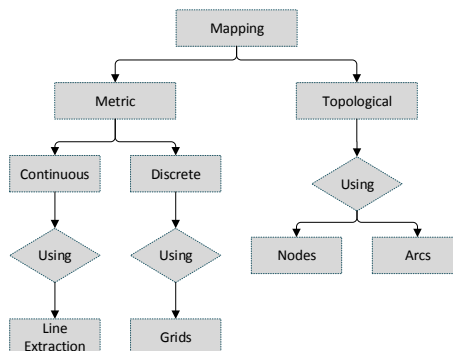 Mapping
Metric
Topological
Continuous
Discrete
Using
Using
Using
Nodes
Arcs
Line
Extraction
Grids